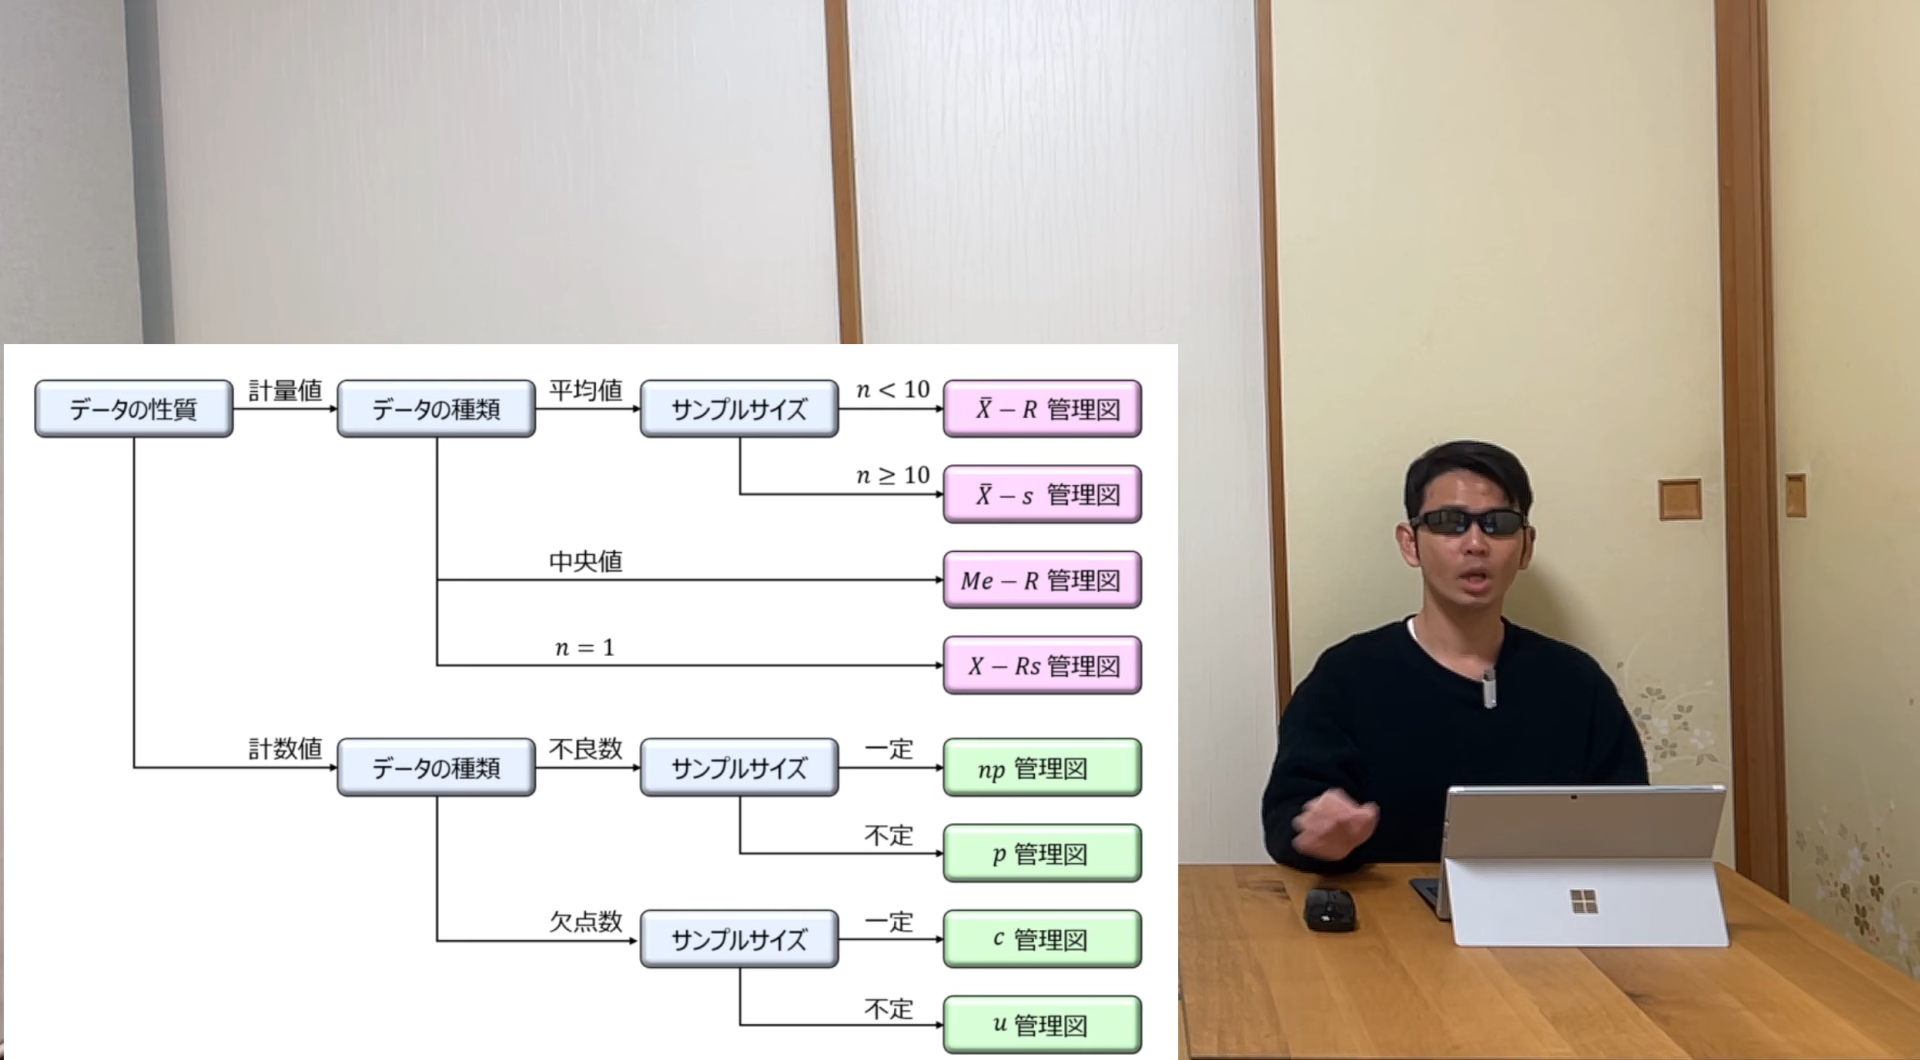 データの性質
計量値
データの種類
平均値
サンプルサイズ
n < 10
X̄ − R 管理図
n ≥ 10
X̄ − s 管理図
中央値
Me − R 管理図
n = 1
X − Rs 管理図
計数値
データの種類
不良数
サンプルサイズ
一定
np 管理図
不定
p 管理図
欠点数
サンプルサイズ
一定
c 管理図
不定
u 管理図